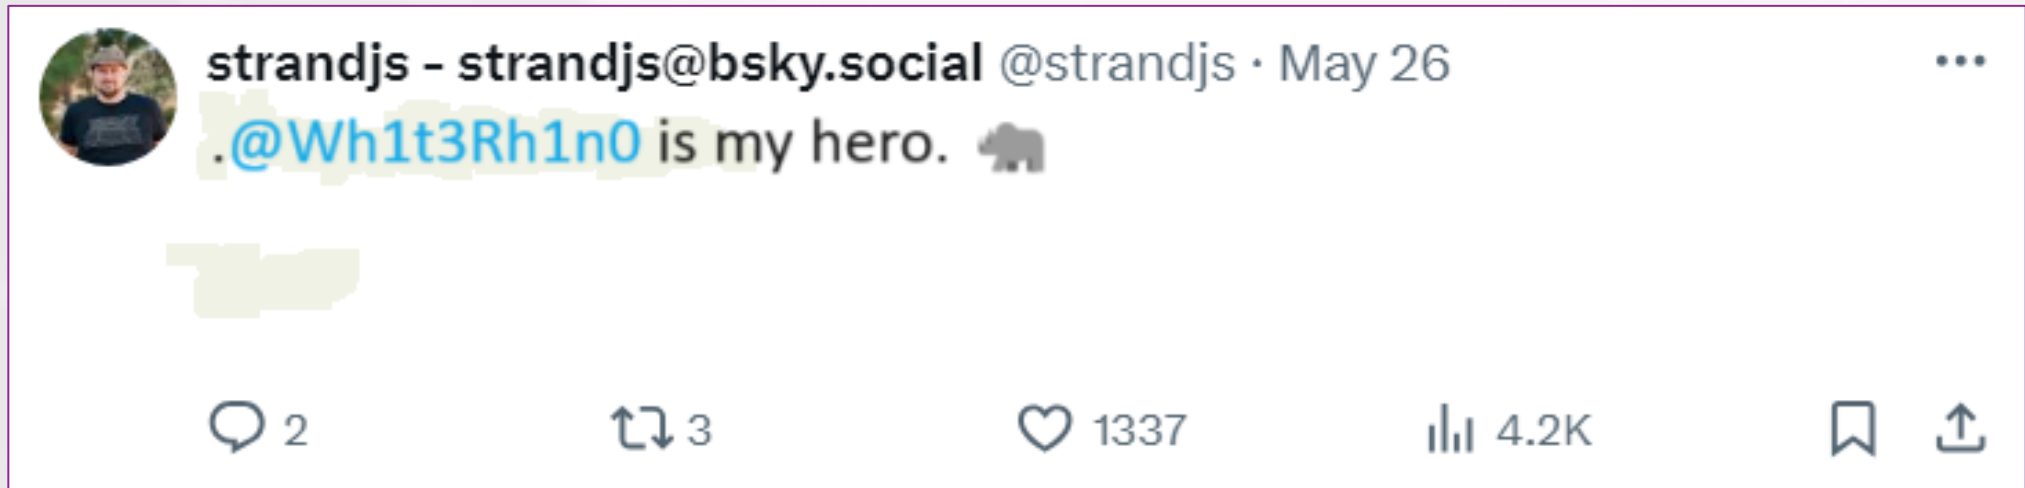 strandjs - strandjs@bsky.social @strandjs · May 26
.@Wh1t3Rh1n0 is my hero. 🦏
2 3 1337 4.2K